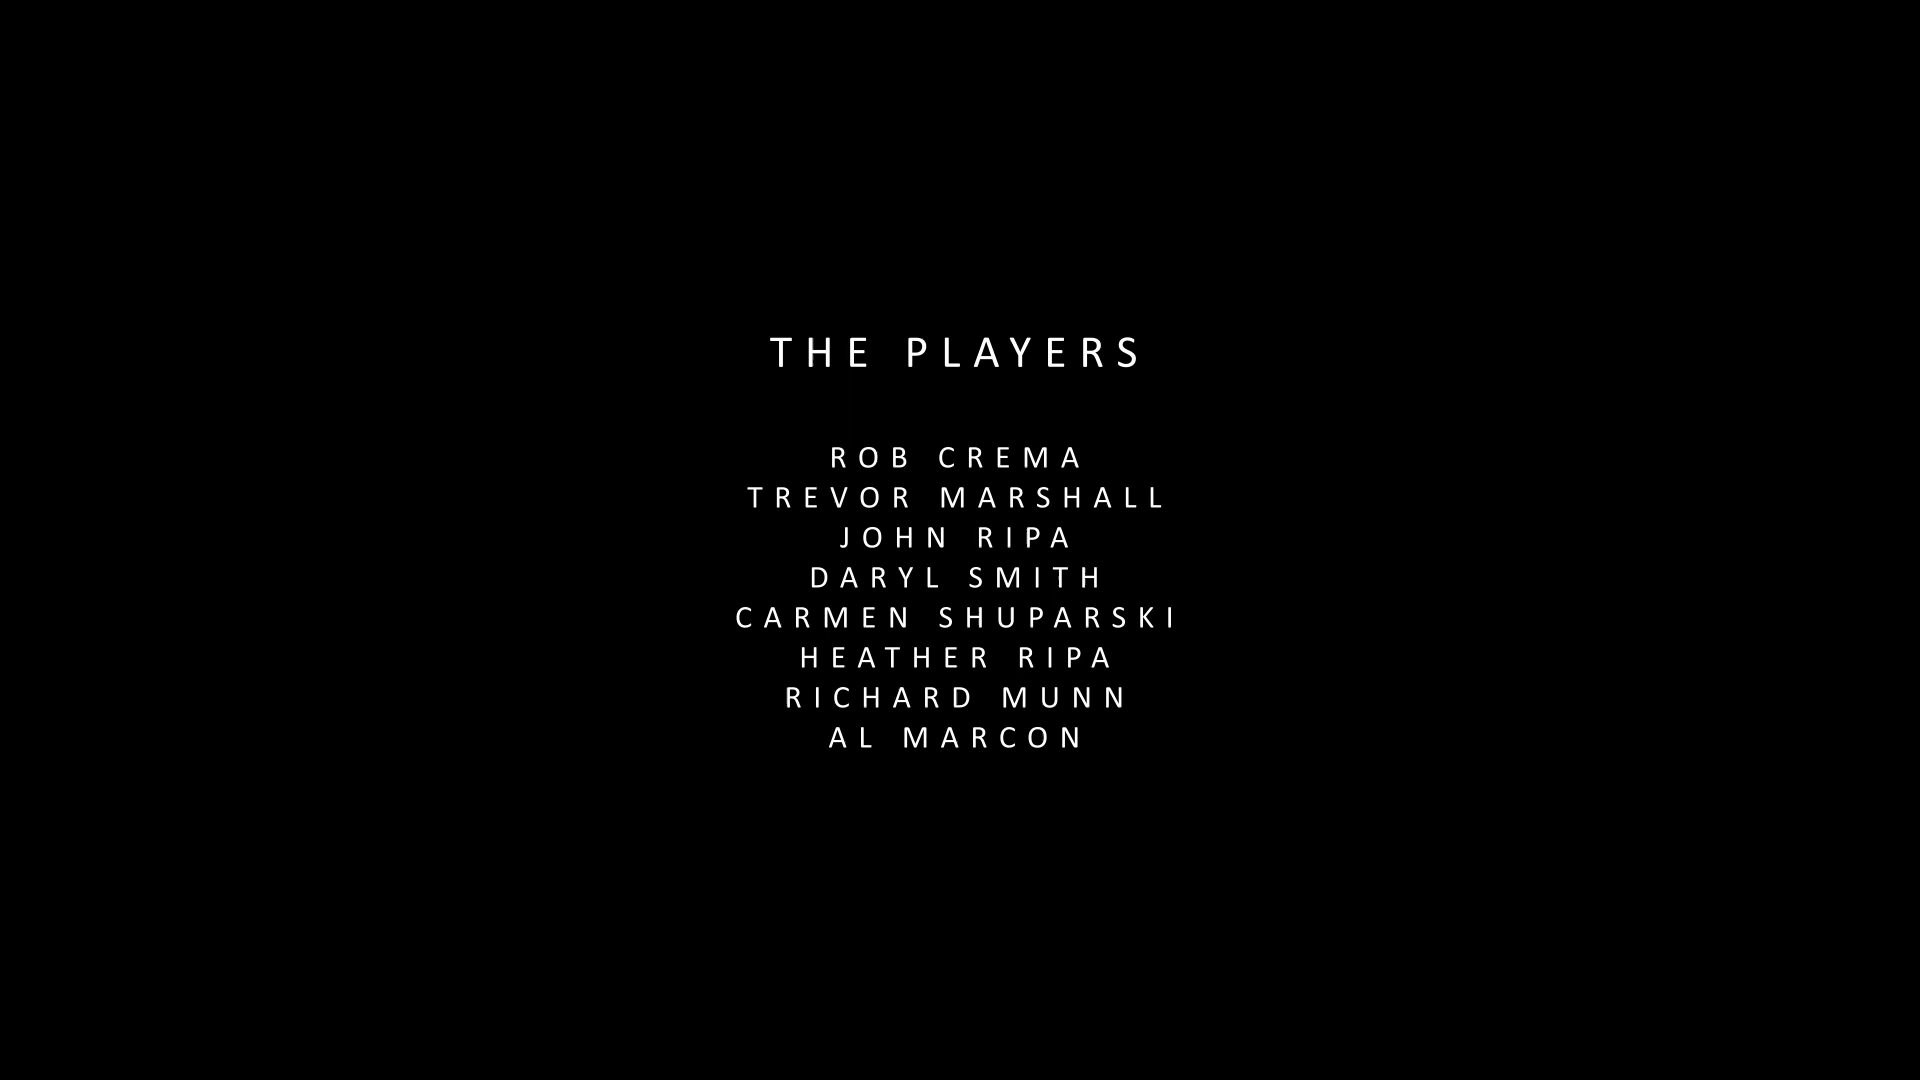 THE PLAYERS
ROB CREMA
TREVOR MARSHALL
JOHN RIPA
DARYL SMITH
CARMEN SHUPARSKI
HEATHER RIPA
RICHARD MUNN
AL MARCON